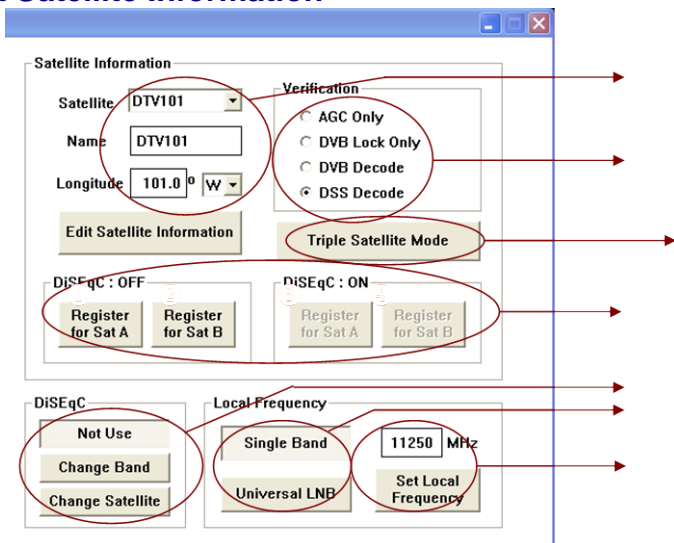 Satellite Information
Satellite Information
Satellite DTV101
Name DTV101
Longitude 101.0 º W
Edit Satellite Information
Verification
AGC Only
DVB Lock Only
DVB Decode
DSS Decode
Triple Satellite Mode
DiSEqC : OFF
Register for Sat A
Register for Sat B
DiSEqC : ON
Register for Sat A
Register for Sat B
DiSEqC
Not Use
Change Band
Change Satellite
Local Frequency
Single Band
Universal LNB
11250 MHz
Set Local
Frequency